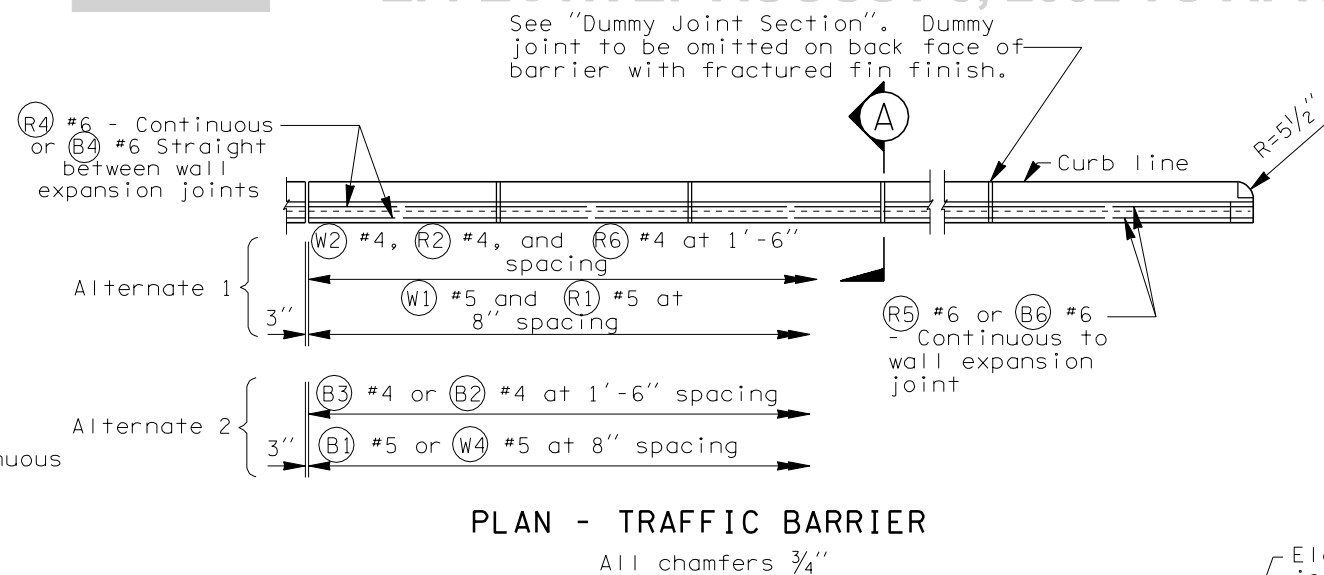 See "Dummy Joint Section". Dummy
joint to be omitted on back face of
barrier with fractured fin finish.
R4 #6 - Continuous
or B4 #6 Straight
between wall
expansion joints
A
R=5½"
Curb line
W2 #4, R2 #4, and R6 #4 at 1'-6"
spacing
Alternate 1
W1 #5 and R1 #5 at
8" spacing
3"
R5 #6 or B6 #6
- Continuous to
wall expansion
joint
B3 #4 or B2 #4 at 1'-6" spacing
Alternate 2
3"
B1 #5 or W4 #5 at 8" spacing
PLAN - TRAFFIC BARRIER
All chamfers ¾"